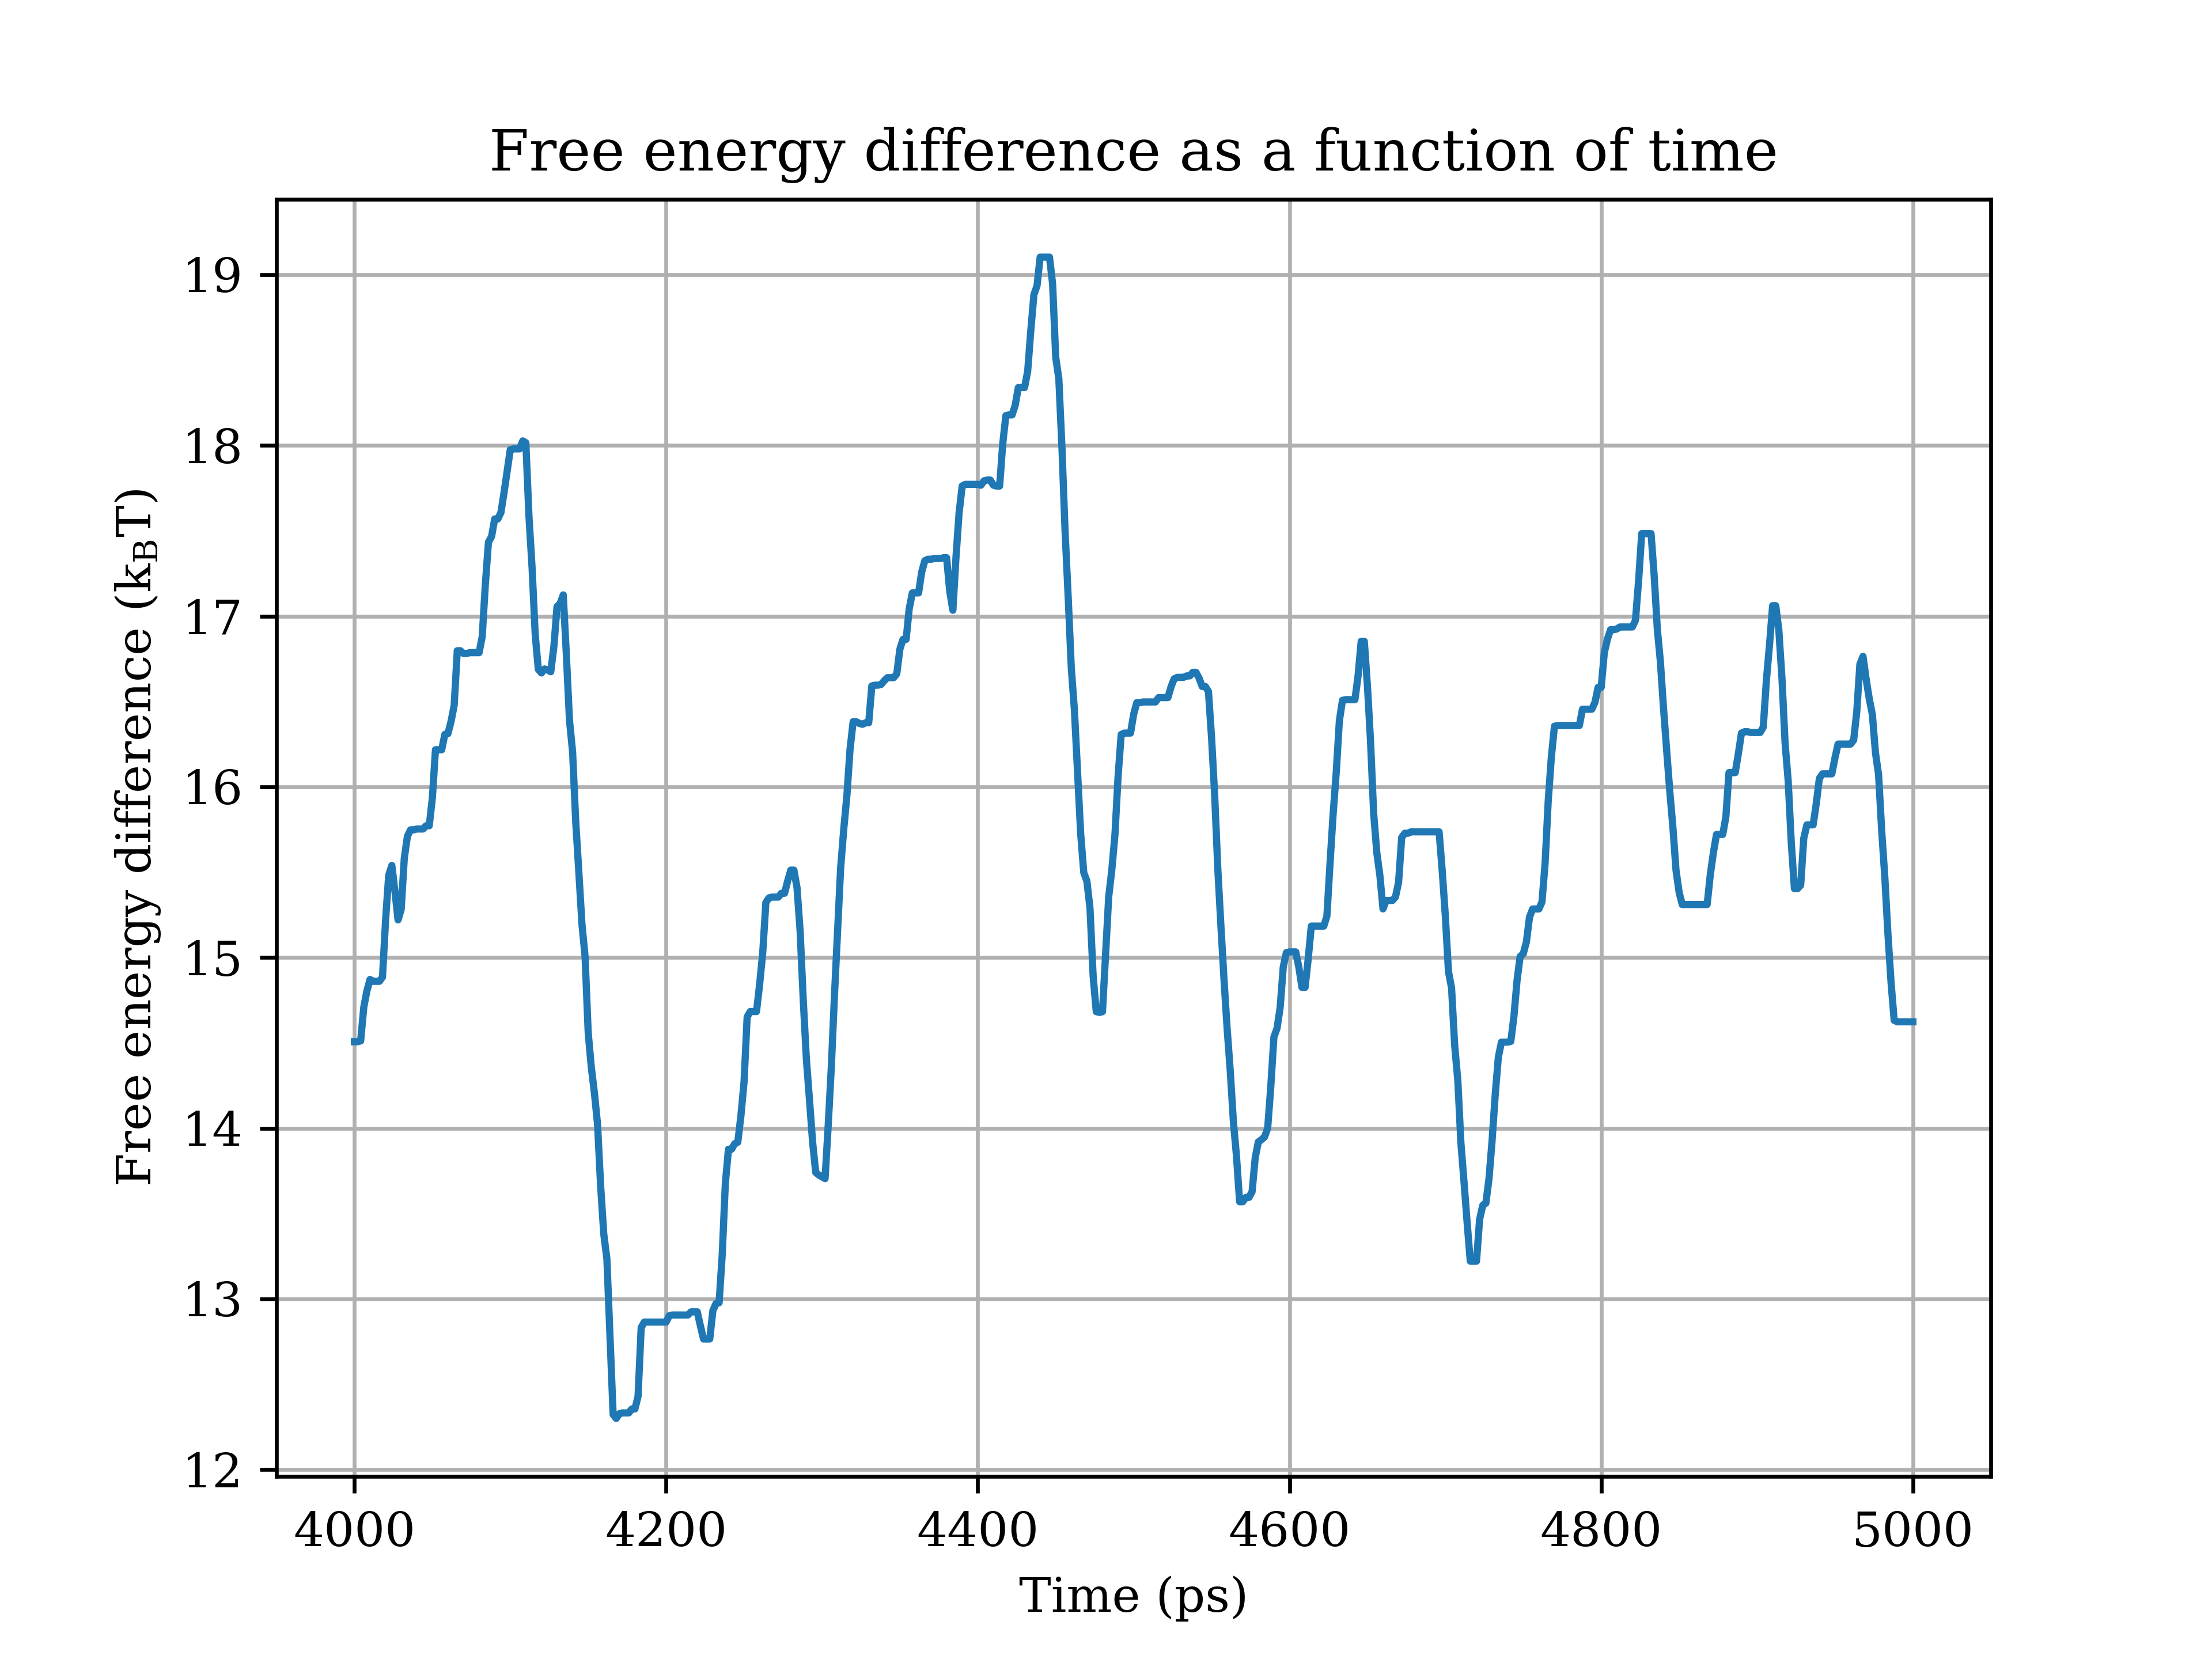 Free energy difference as a function of time
Free energy difference (k_BT)
19
18
17
16
15
14
13
12
4000 4200 4400 4600 4800 5000
Time (ps)